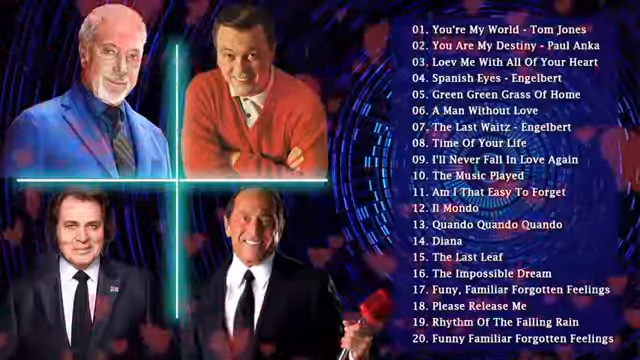 01. You're My World - Tom Jones
02. You Are My Destiny - Paul Anka
03. Loev Me With All Of Your Heart
04. Spanish Eyes - Engelbert
05. Green Green Grass Of Home
06. A Man Without Love
07. The Last Waitz - Engelbert
08. Time Of Your Life
09. I'll Never Fall In Love Again
10. The Music Played
11. Am I That Easy To Forget
12. Il Mondo
13. Quando Quando Quando
14. Diana
15. The Last Leaf
16. The Impossible Dream
17. Funy, Familiar Forgotten Feelings
18. Please Release Me
19. Rhythm Of The Falling Rain
20. Funny Familiar Forgotten Feelings